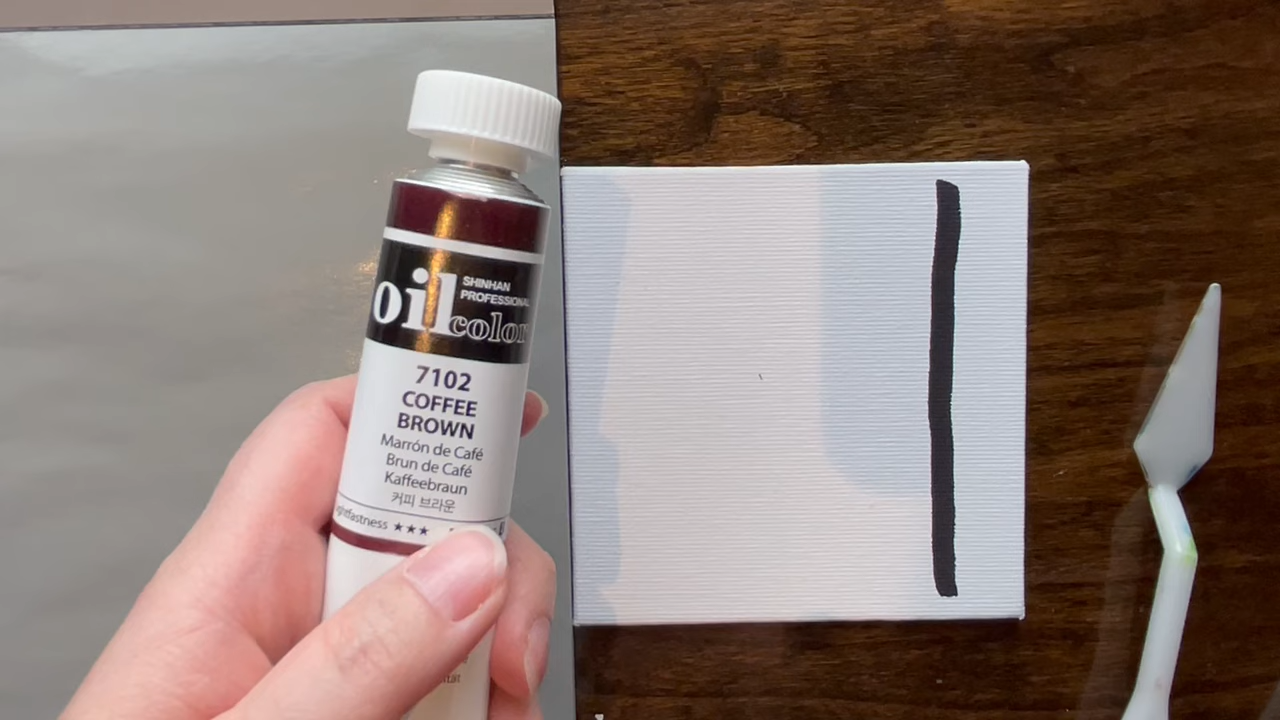 oil SHINHAN
PROFESSIONAL
color
7102
COFFEE
BROWN
Marrón de Café
Brun de Café
Kaffeebraun
커피 브라운